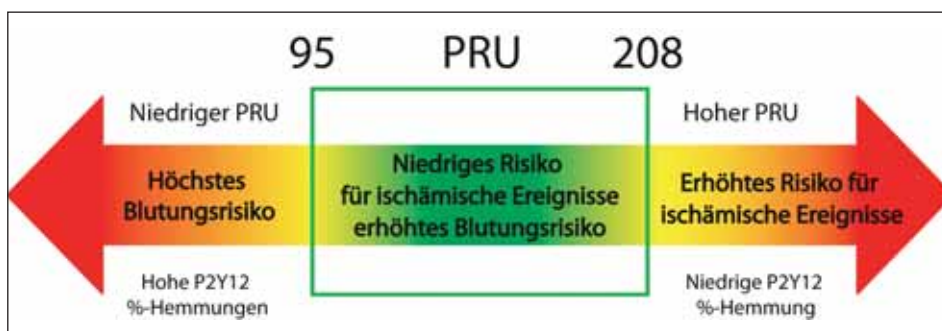 95 PRU 208
Niedriger PRU
Hoher PRU
Höchstes
Blutungsrisiko
Niedriges Risiko
für ischämische Ereignisse
erhöhtes Blutungsrisiko
Erhöhtes Risiko für
ischämische Ereignisse
Hohe P2Y12
%-Hemmungen
Niedrige P2Y12
%-Hemmung